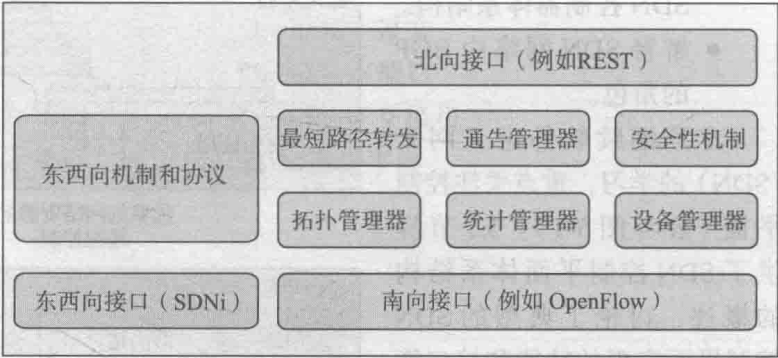 北向接口（例如REST）
东西向机制和协议
最短路径转发
通告管理器
安全性机制
拓扑管理器
统计管理器
设备管理器
东西向接口（SDNi）
南向接口（例如 OpenFlow）